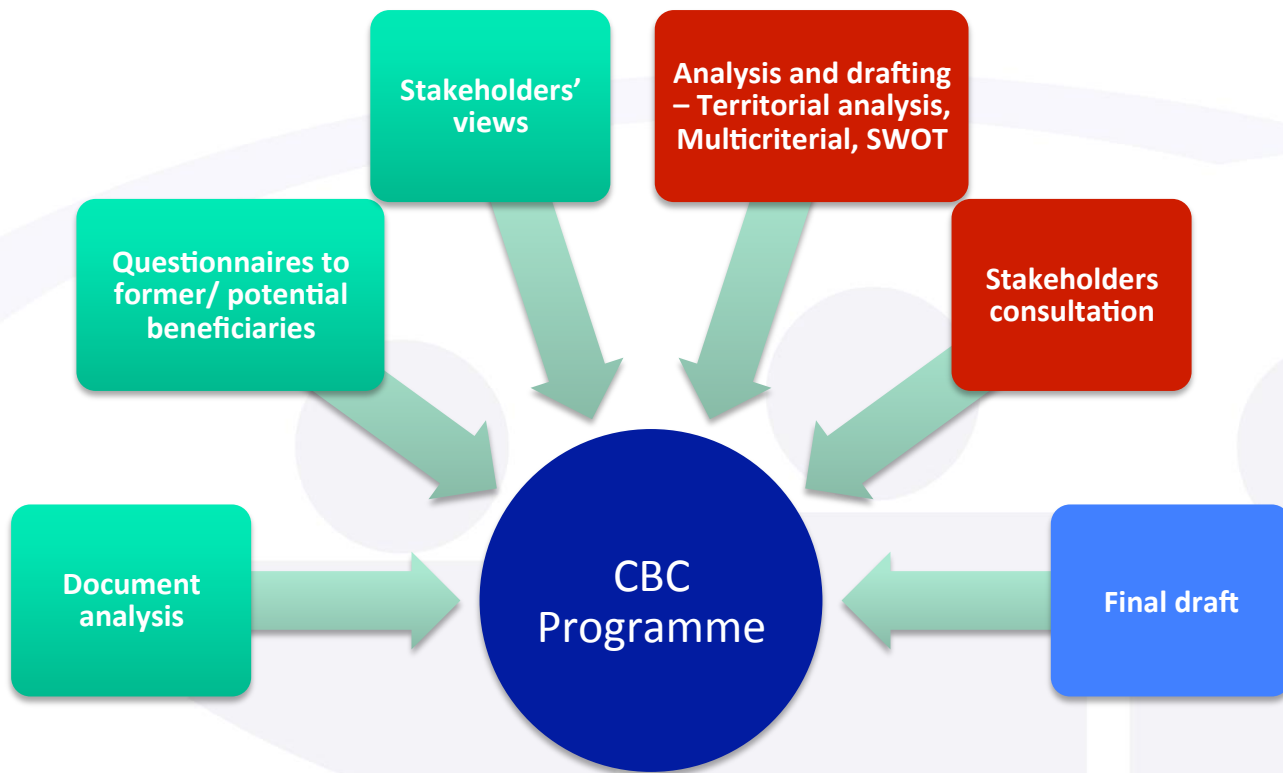 Stakeholders’
views
Analysis and drafting
– Territorial analysis,
Multicriterial, SWOT
Questionnaires to
former/ potential
beneficiaries
Stakeholders
consultation
Document
analysis
CBC
Programme
Final draft